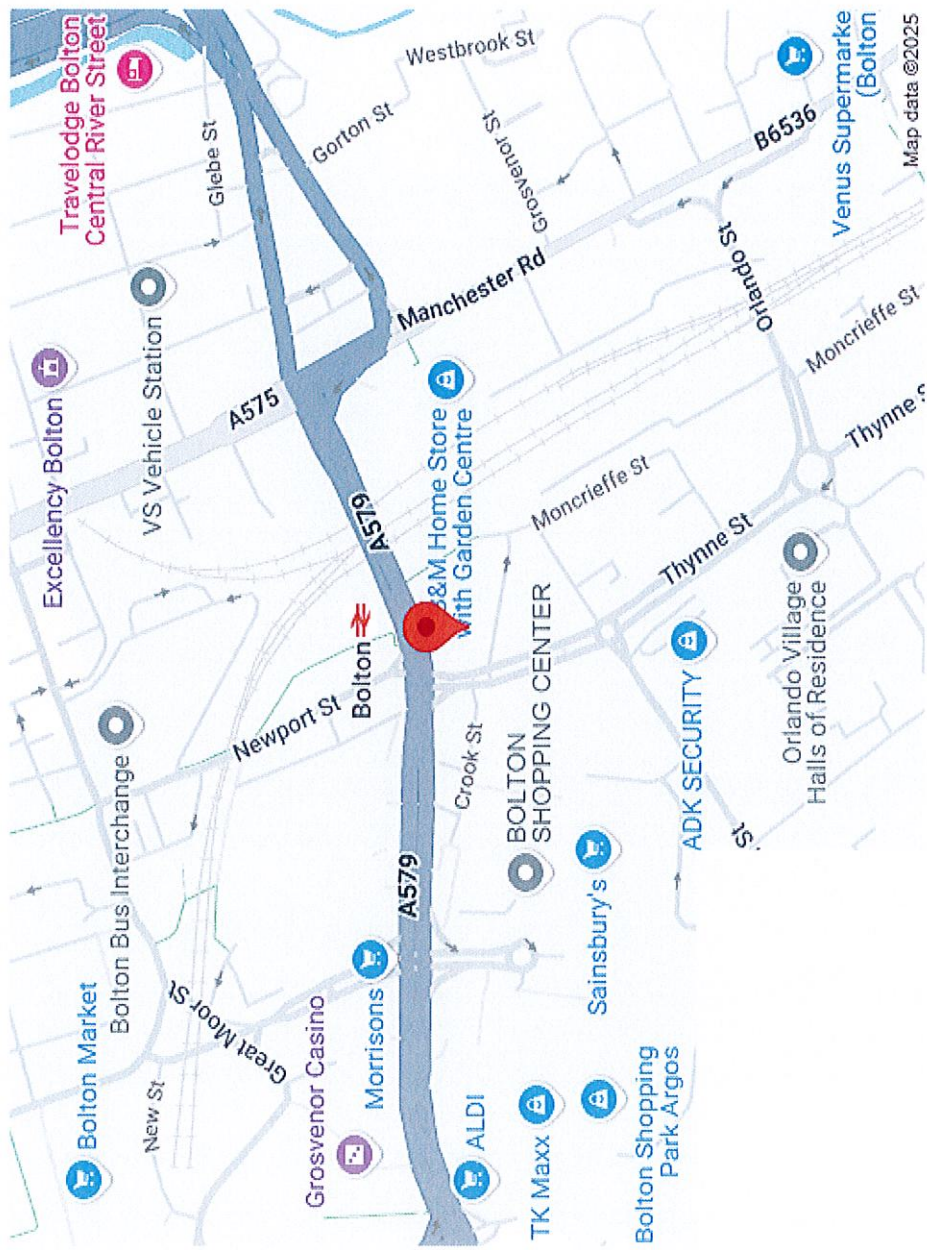 Travelodge Bolton
Central River Street
Westbrook St
Glebe St
Gorton St
Excellency Bolton
VS Vehicle Station
A575
Grosvenor St
Manchester Rd
B6536
Venus Supermarke
(Bolton
Bolton Market
Bolton Bus Interchange
Newport St
Bolton
A579
B&M Home Store
with Garden Centre
Orlando St
Moncrieffe St
Moncrieffe St
Thynne St
Thynne S
New St
Great Moor St
Grosvenor Casino
Morrisons
A579
Crook St
BOLTON
SHOPPING CENTER
Orlando Village
Halls of Residence
ADK SECURITY
St
ALDI
TK Maxx
Sainsbury's
Bolton Shopping
Park Argos
Map data ©2025